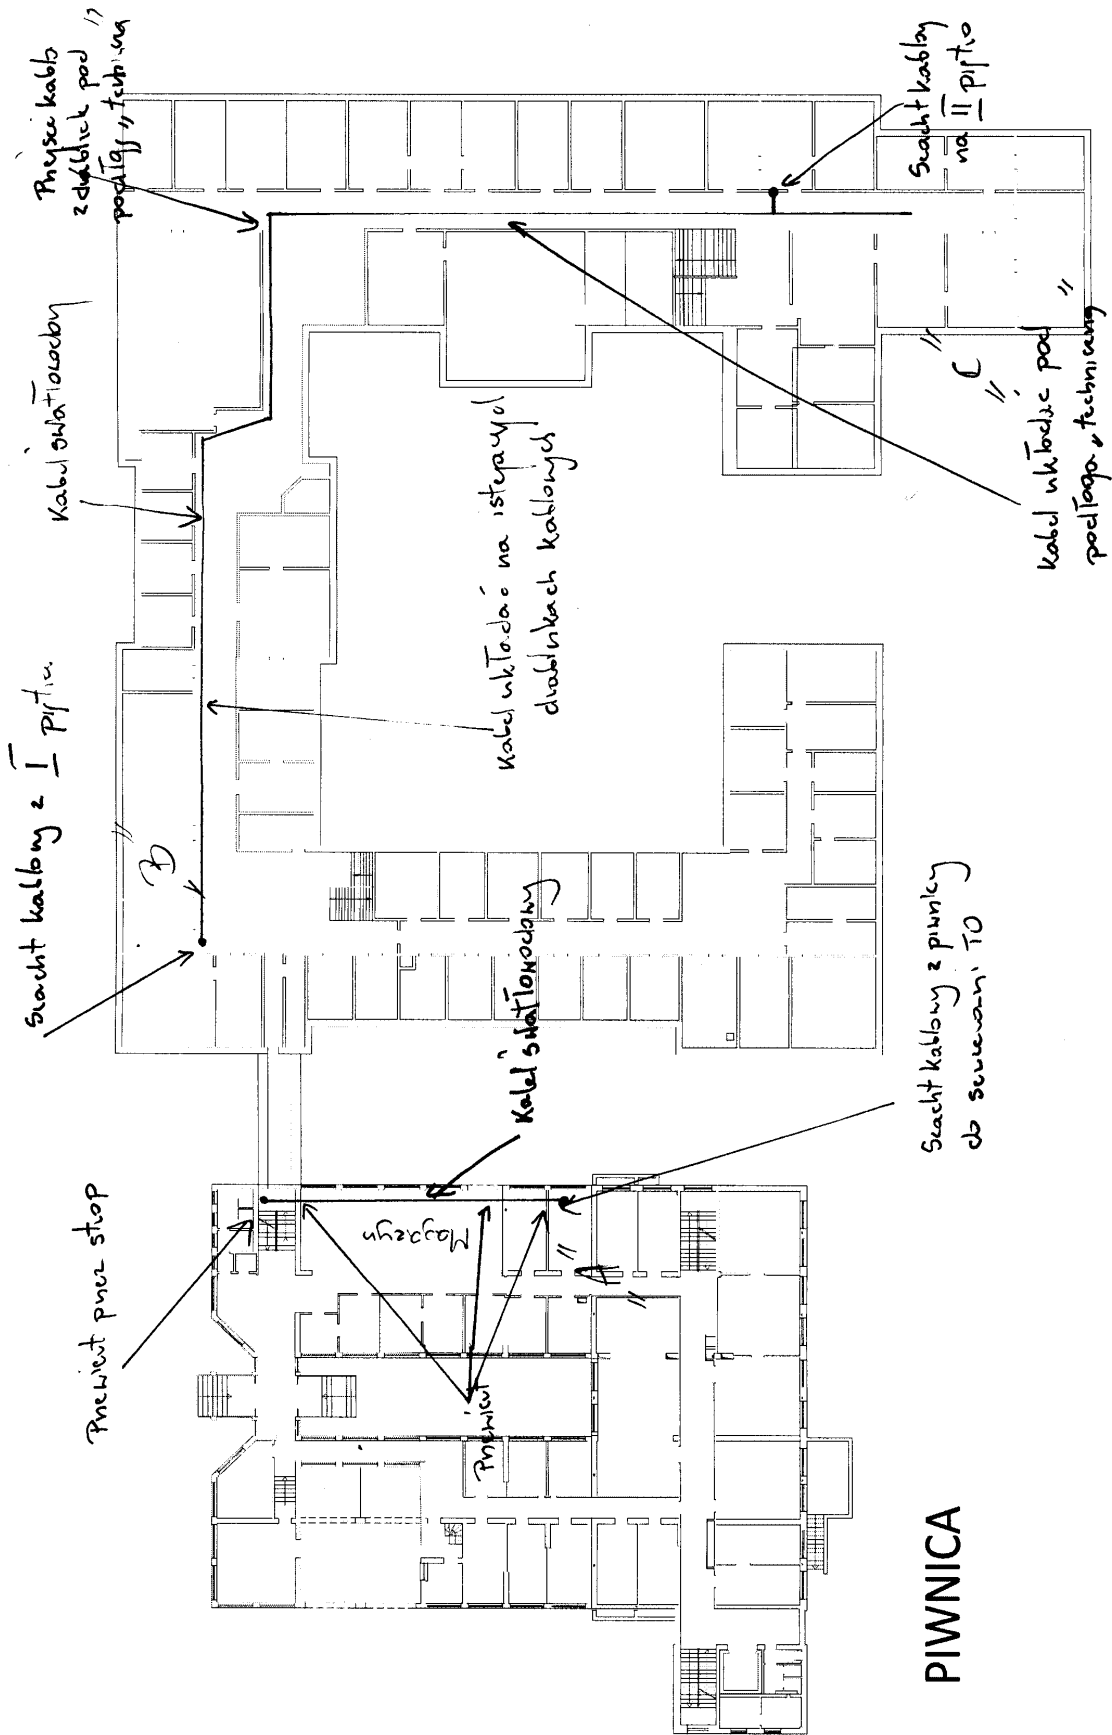 Przewiert przez strop
Szacht kablowy z I piętra
Kabel światłowodowy
Przejście kabla
z drabinek pod
podłogę „techniczną”
„B”
Magazyn
Przewiert
„A”
Kabel światłowodowy
Kabel układać na istniejących
drabinkach kablowych
Szacht kablowy z piwnicy
do serwerowni TO
Szacht kablowy
na II piętro
„C”
Kabel układać pod
podłogą „techniczną”
PIWNICA